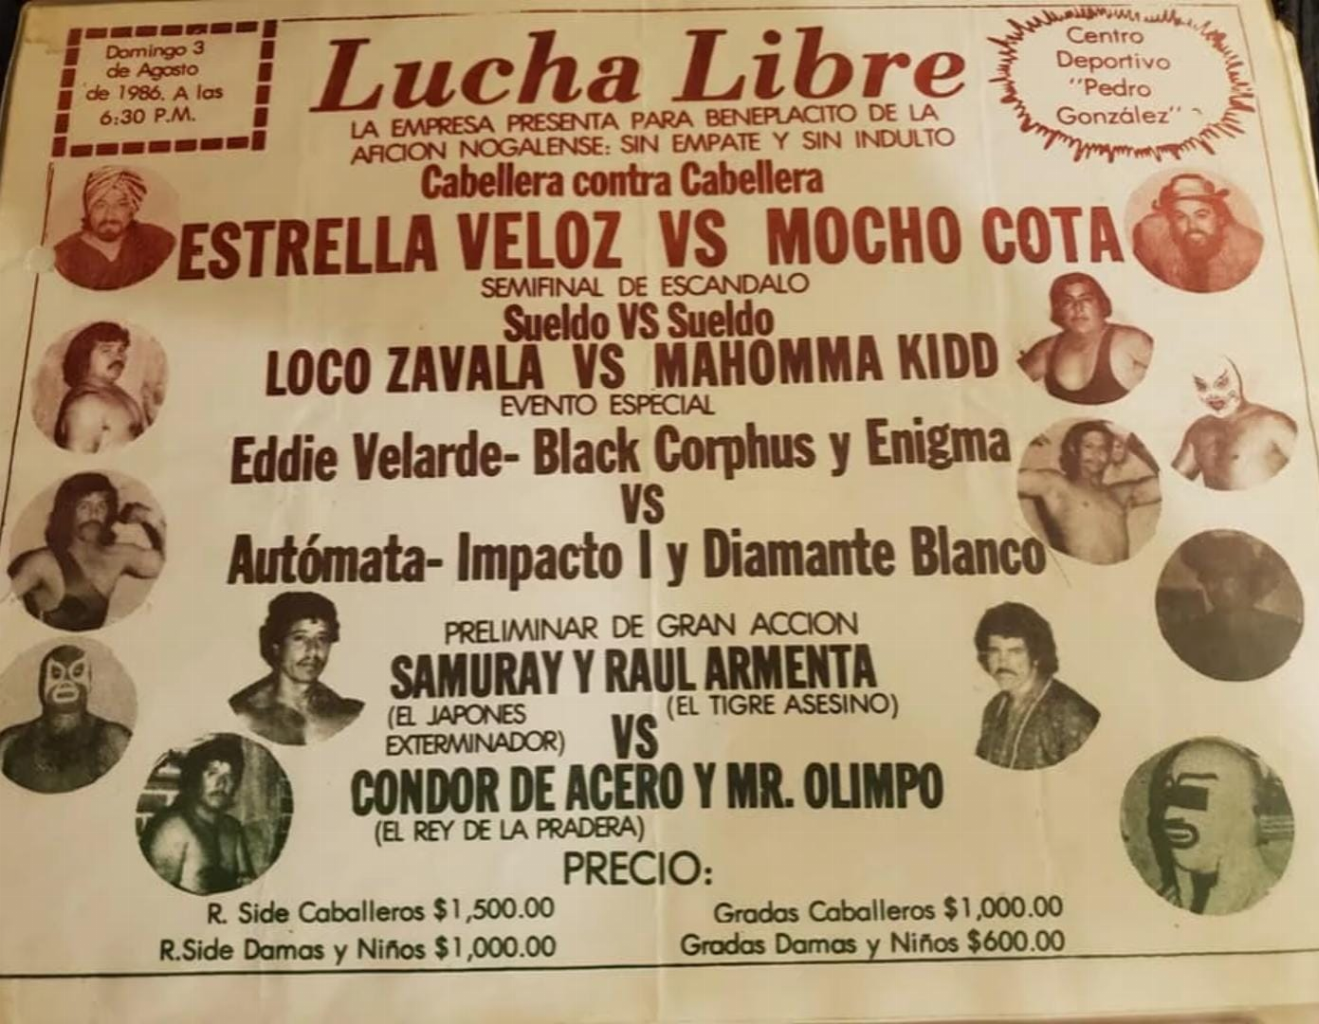 Domingo 3
de Agosto
de 1986. A las
6:30 P.M.
Lucha Libre
Centro
Deportivo
"Pedro
González"
LA EMPRESA PRESENTA PARA BENEPLACITO DE LA
AFICION NOGALENSE: SIN EMPATE Y SIN INDULTO
Cabellera contra Cabellera
ESTRELLA VELOZ VS MOCHO COTA
SEMIFINAL DE ESCANDALO
Sueldo VS Sueldo
LOCO ZAVALA VS MAHOMMA KIDD
EVENTO ESPECIAL
Eddie Velarde- Black Corphus y Enigma
VS
Autómata- Impacto I y Diamante Blanco
PRELIMINAR DE GRAN ACCION
SAMURAY Y RAUL ARMENTA
(EL JAPONES
EXTERMINADOR)
(EL TIGRE ASESINO)
VS
CONDOR DE ACERO Y MR. OLIMPO
(EL REY DE LA PRADERA)
PRECIO:
R. Side Caballeros $1,500.00
R.Side Damas y Niños $1,000.00
Gradas Caballeros $1,000.00
Gradas Damas y Niños $600.00